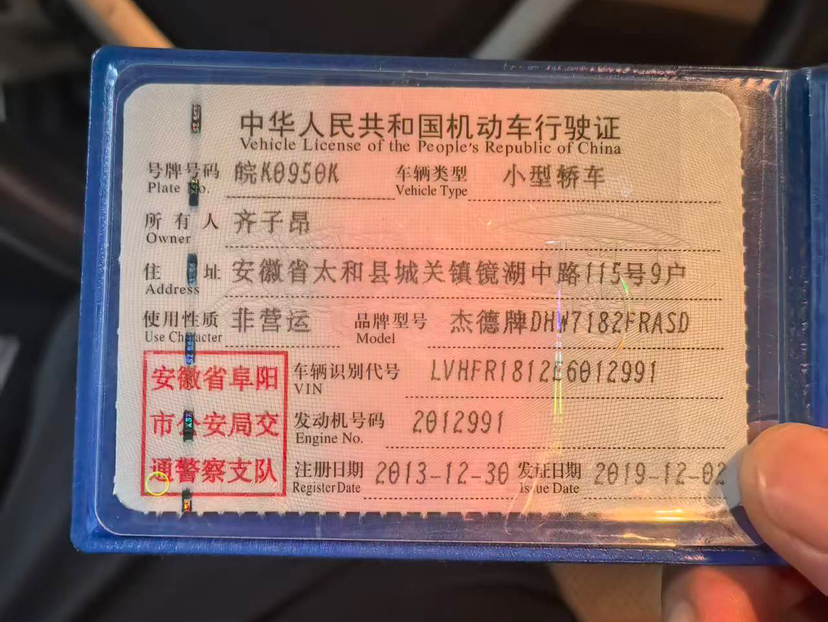 中华人民共和国机动车行驶证
Vehicle License of the People's Republic of China
号牌号码 皖K0950K 车辆类型 小型轿车
Plate No. Vehicle Type
所有人 齐子昂
Owner
住址 安徽省太和县城关镇镜湖中路115号9户
Address
使用性质 非营运 品牌型号 杰德牌DHW7182FRASD
Use Character Model
安徽省阜阳
市公安局交
通警察支队
车辆识别代号
VIN
发动机号码 2012991
Engine No.
注册日期 2013-12-30 发证日期 2019-12-02
Register Date Issue Date